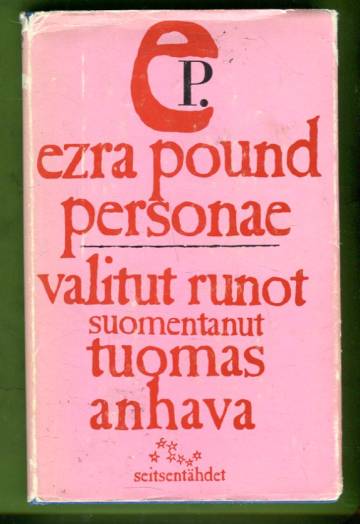 e
P.
ezra pound
personae
valitut runot
suomentanut
tuomas
anhava
seitsentähdet